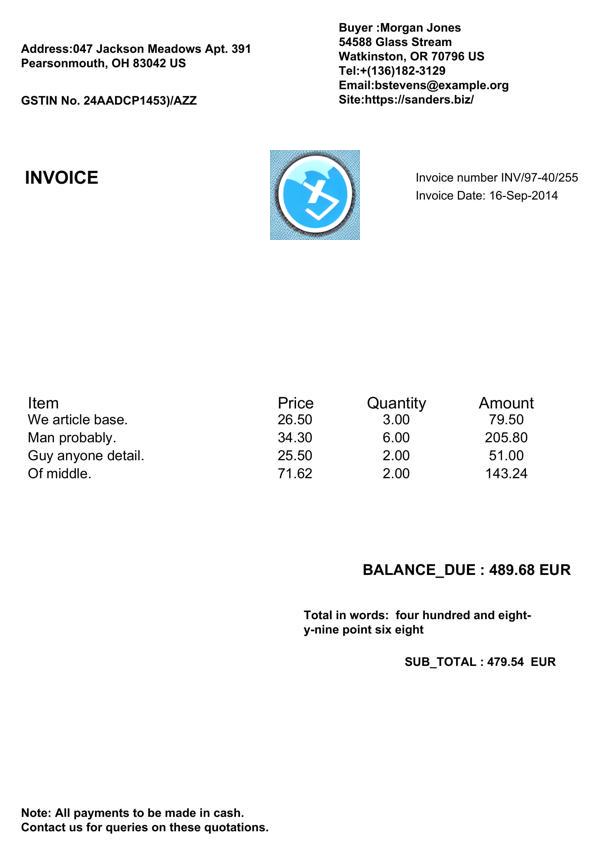 Address:047 Jackson Meadows Apt. 391
Pearsonmouth, OH 83042 US
GSTIN No. 24AADCP1453)/AZZ
Buyer :Morgan Jones
54588 Glass Stream
Watkinston, OR 70796 US
Tel:+(136)182-3129
Email:bstevens@example.org
Site:https://sanders.biz/
INVOICE
Invoice number INV/97-40/255
Invoice Date: 16-Sep-2014
Item Price Quantity Amount
We article base. 26.50 3.00 79.50
Man probably. 34.30 6.00 205.80
Guy anyone detail. 25.50 2.00 51.00
Of middle. 71.62 2.00 143.24
BALANCE_DUE : 489.68 EUR
Total in words:  four hundred and eight-
y-nine point six eight
SUB_TOTAL : 479.54  EUR
Note: All payments to be made in cash.
Contact us for queries on these quotations.